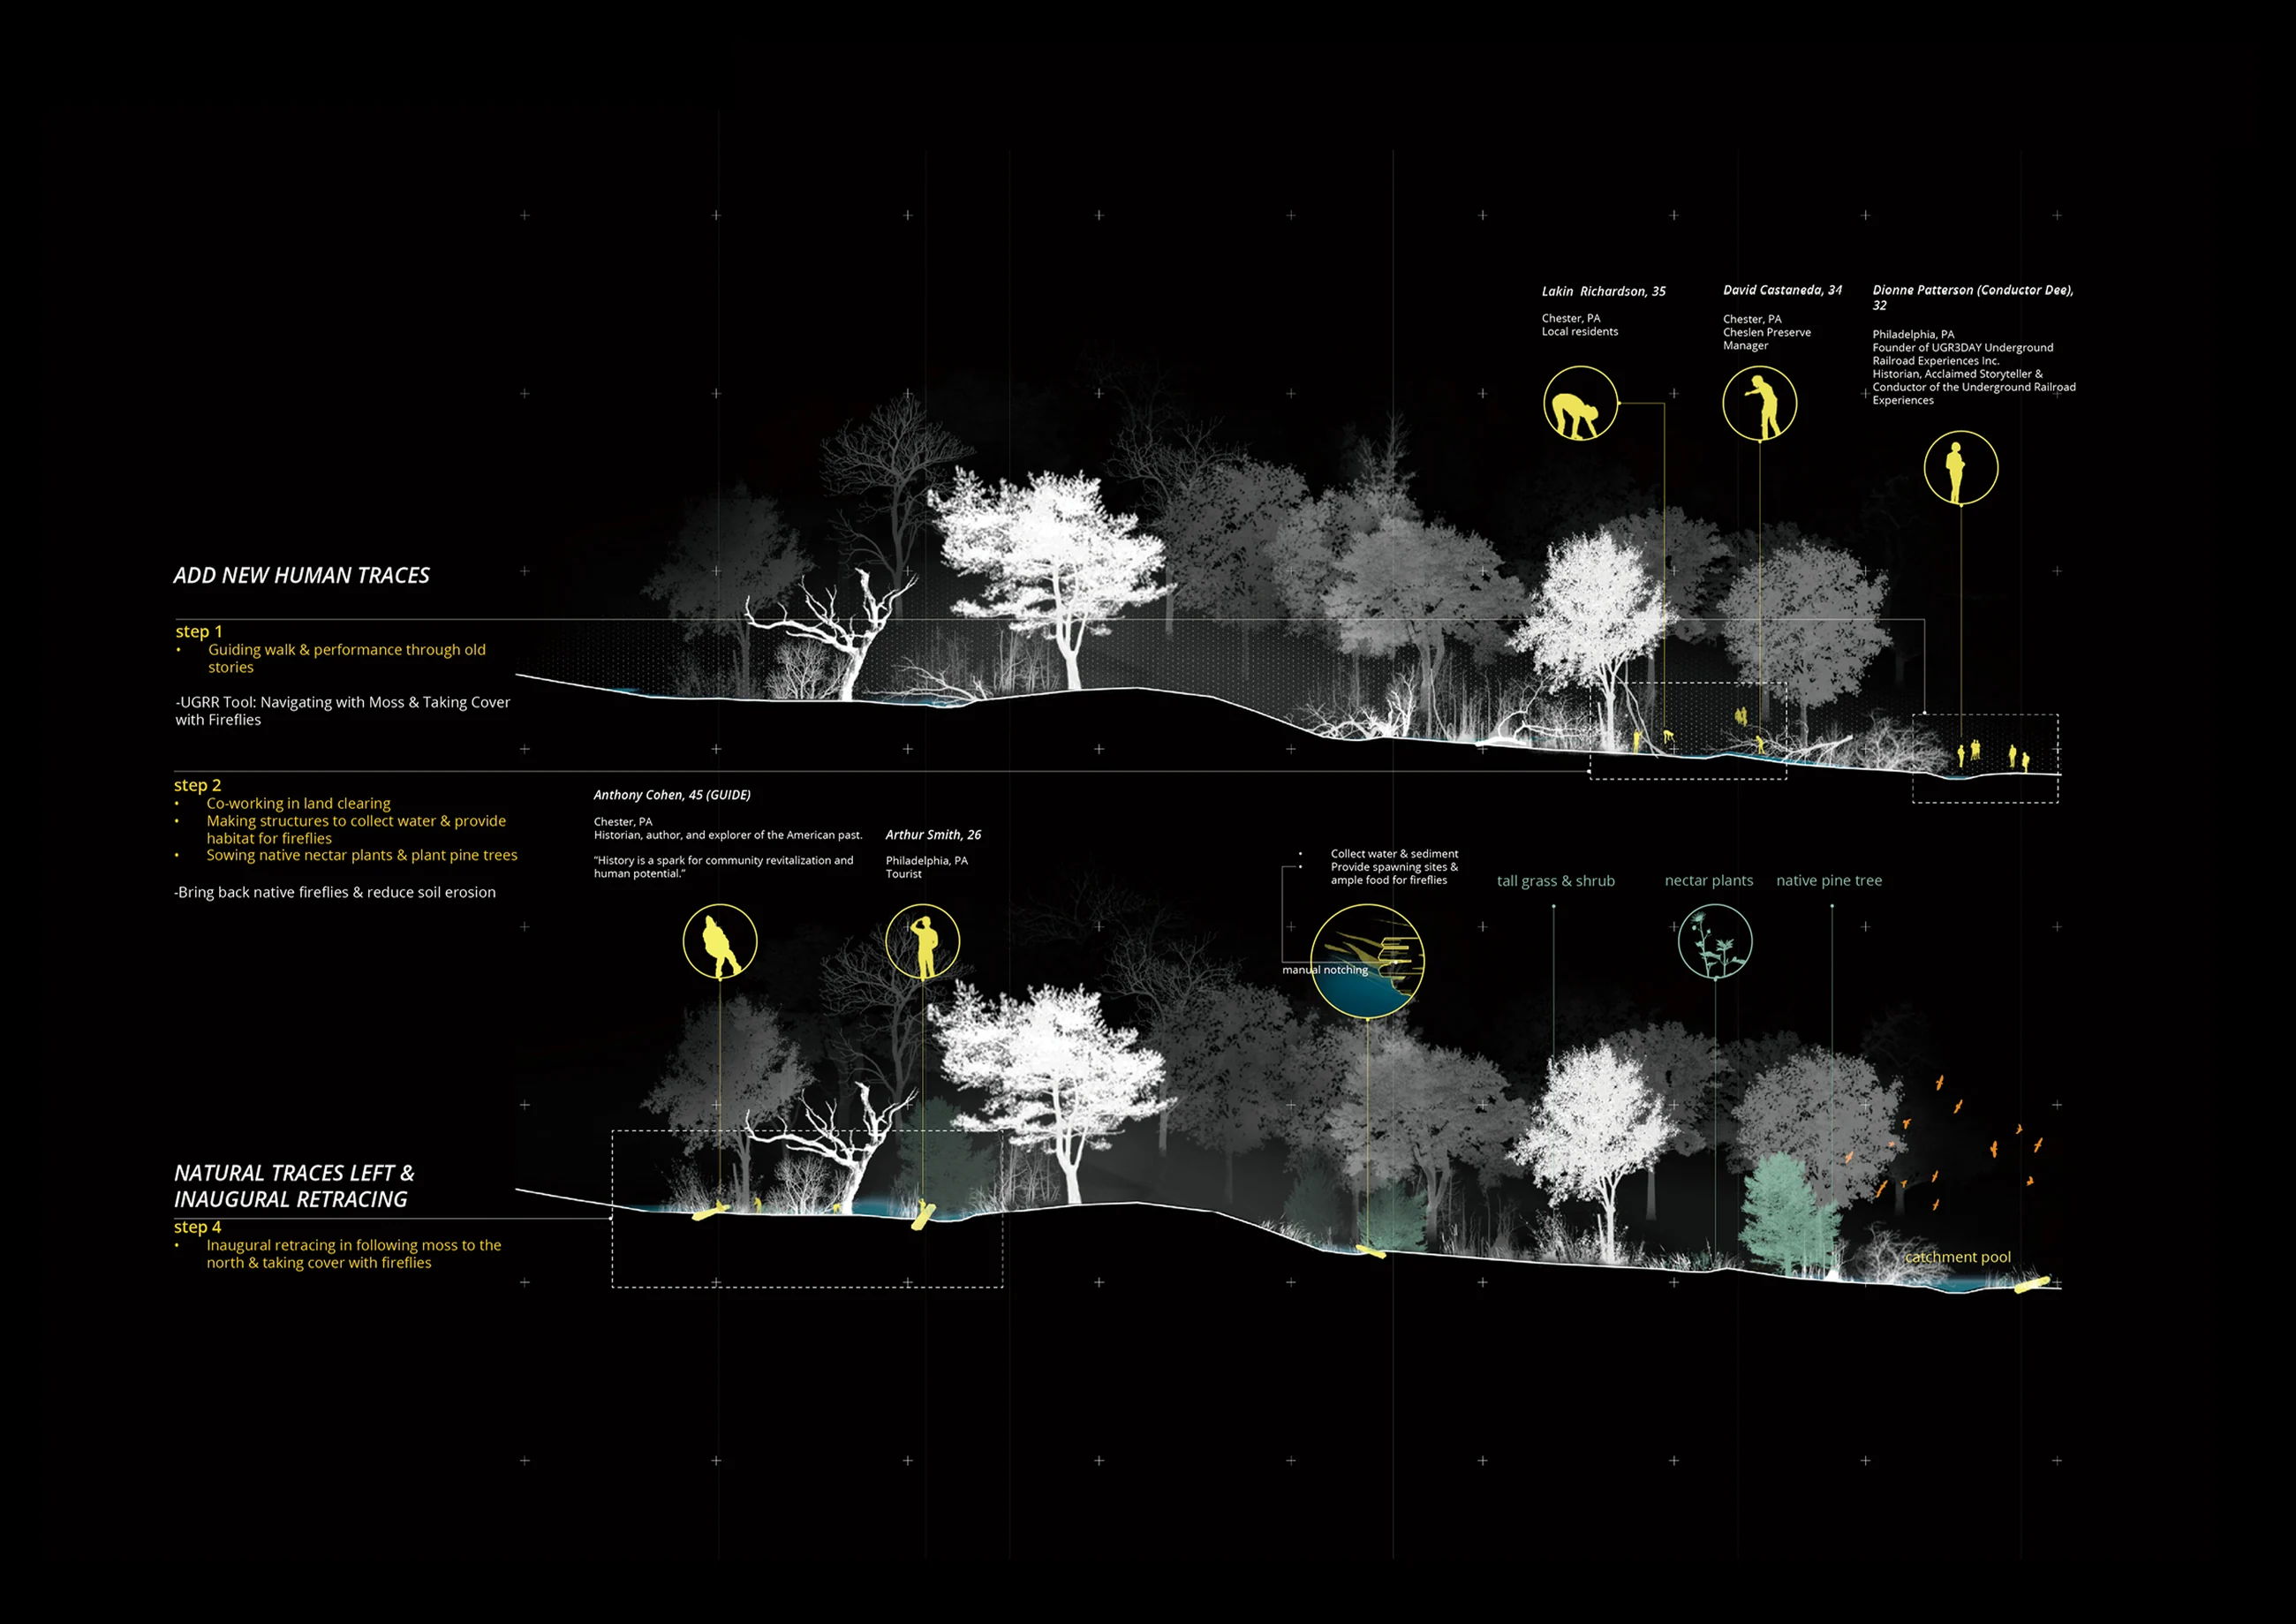 Lakin Richardson, 35
Chester, PA
Local residents
David Castaneda, 34
Chester, PA
Cheslen Preserve
Manager
Dionne Patterson (Conductor Dee),
32
Philadelphia, PA
Founder of UGR3DAY Underground
Railroad Experiences Inc.
Historian, Acclaimed Storyteller &
Conductor of the Underground Railroad
Experiences
ADD NEW HUMAN TRACES
step 1
• Guiding walk & performance through old
stories
-UGRR Tool: Navigating with Moss & Taking Cover
with Fireflies
step 2
• Co-working in land clearing
• Making structures to collect water & provide
habitat for fireflies
• Sowing native nectar plants & plant pine trees
-Bring back native fireflies & reduce soil erosion
Anthony Cohen, 45 (GUIDE)
Chester, PA
Historian, author, and explorer of the American past.
"History is a spark for community revitalization and
human potential."
Arthur Smith, 26
Philadelphia, PA
Tourist
• Collect water & sediment
• Provide spawning sites &
ample food for fireflies
manual notching
tall grass & shrub
nectar plants
native pine tree
NATURAL TRACES LEFT &
INAUGURAL RETRACING
step 4
• Inaugural retracing in following moss to the
north & taking cover with fireflies
catchment pool